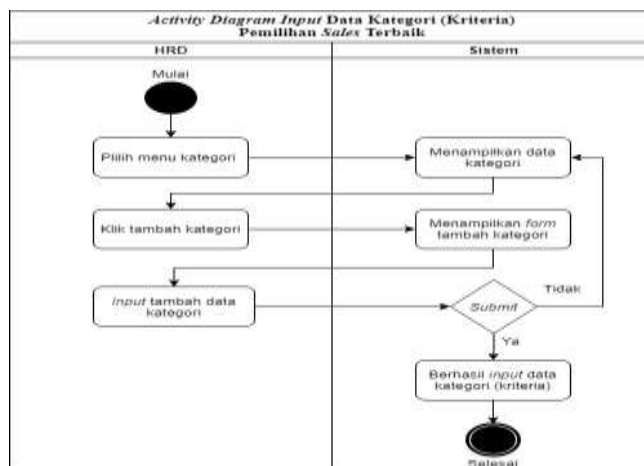 Activity Diagram Input Data Kategori (Kriteria)
Pemilihan Sales Terbaik
HRD
Sistem
Mulai
Plilih menu kategori
Menampilkan data
kategori
Klik tambah kategori
Menampilkan form
tambah kategori
Input tambah data
kategori
Submit
Tidak
Ya
Berhasil input data
kategori (kriteria)
Selesai